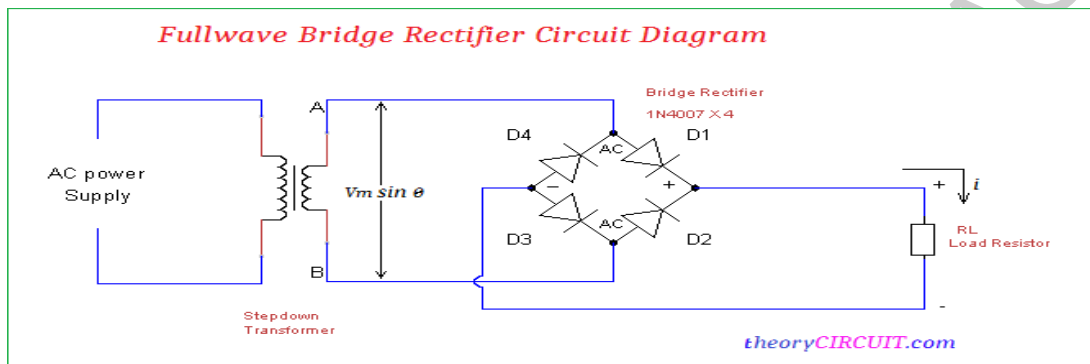 Fullwave Bridge Rectifier Circuit Diagram
Bridge Rectifier
1N4007 X 4
A
D4
AC
D1
AC power
Supply
Vm sin θ
-
+
+
i
D3
AC
D2
RL
Load Resistor
B
-
Stepdown
Transformer
theoryCIRCUIT.com